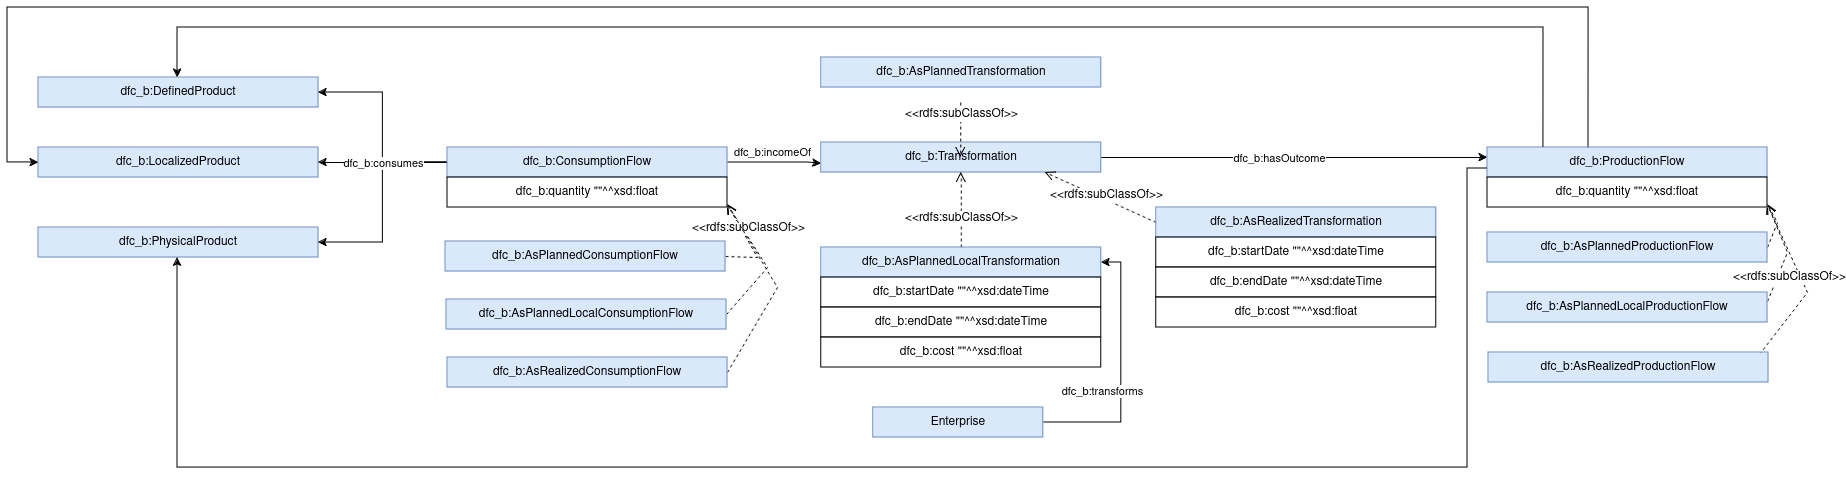 dfc_b:AsPlannedTransformation
dfc_b:DefinedProduct
<<rdfs:subClassOf>>
dfc_b:LocalizedProduct
dfc_b:consumes
dfc_b:ConsumptionFlow
dfc_b:quantity ""^^xsd:float
dfc_b:incomeOf
dfc_b:Transformation
dfc_b:hasOutcome
dfc_b:ProductionFlow
dfc_b:quantity ""^^xsd:float
<<rdfs:subClassOf>>
<<rdfs:subClassOf>>
<<rdfs:subClassOf>>
dfc_b:PhysicalProduct
dfc_b:AsPlannedConsumptionFlow
dfc_b:AsPlannedLocalConsumptionFlow
dfc_b:AsRealizedConsumptionFlow
dfc_b:AsPlannedLocalTransformation
dfc_b:startDate ""^^xsd:dateTime
dfc_b:endDate ""^^xsd:dateTime
dfc_b:cost ""^^xsd:float
dfc_b:AsRealizedTransformation
dfc_b:startDate ""^^xsd:dateTime
dfc_b:endDate ""^^xsd:dateTime
dfc_b:cost ""^^xsd:float
dfc_b:AsPlannedProductionFlow
<<rdfs:subClassOf>>
dfc_b:AsPlannedLocalProductionFlow
dfc_b:AsRealizedProductionFlow
dfc_b:transforms
Enterprise